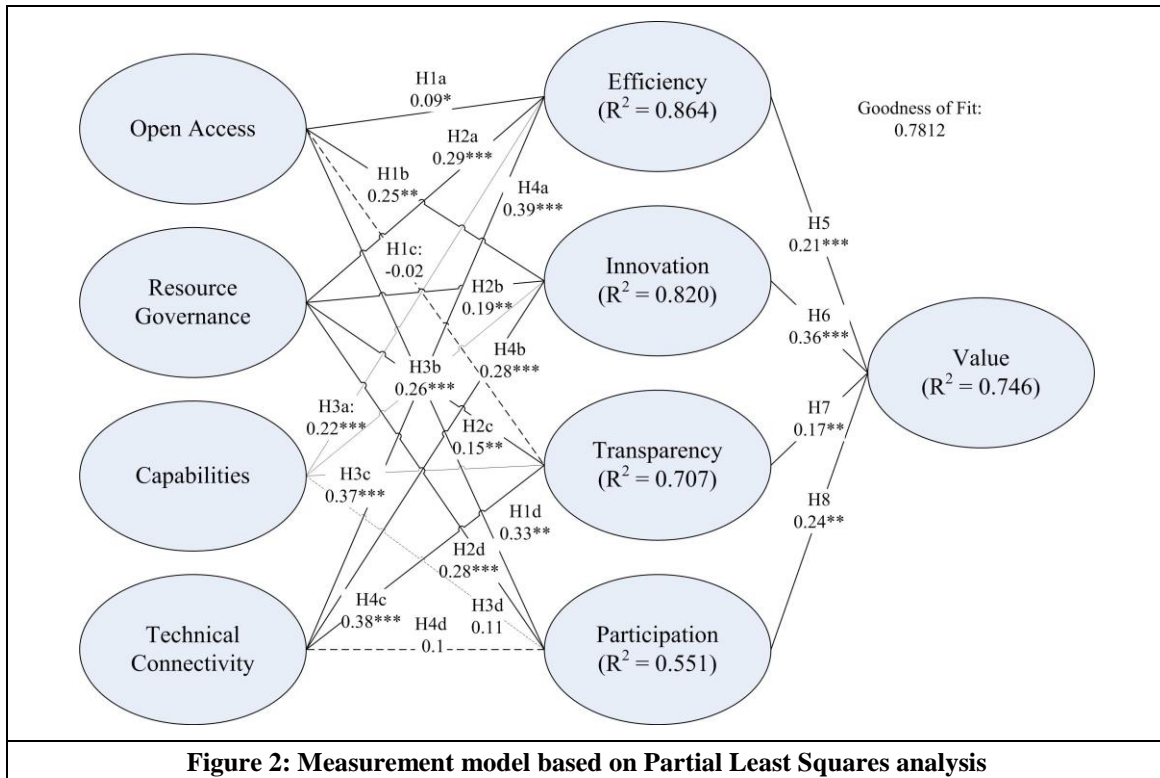 Open Access
Resource
Governance
Capabilities
Technical
Connectivity
H1a
0.09*
H2a
0.29***
H1b
0.25**
H4a
0.39***
H1c:
-0.02
H2b
0.19**
H3b
0.26***
H4b
0.28***
H3a:
0.22***
H2c
0.15**
H3c
0.37***
H1d
0.33**
H2d
0.28***
H4c
0.38***
H3d
0.11
H4d
0.1
Efficiency
(R² = 0.864)
Innovation
(R² = 0.820)
Transparency
(R² = 0.707)
Participation
(R² = 0.551)
Goodness of Fit:
0.7812
H5
0.21***
H6
0.36***
H7
0.17**
H8
0.24**
Value
(R² = 0.746)
Figure 2: Measurement model based on Partial Least Squares analysis